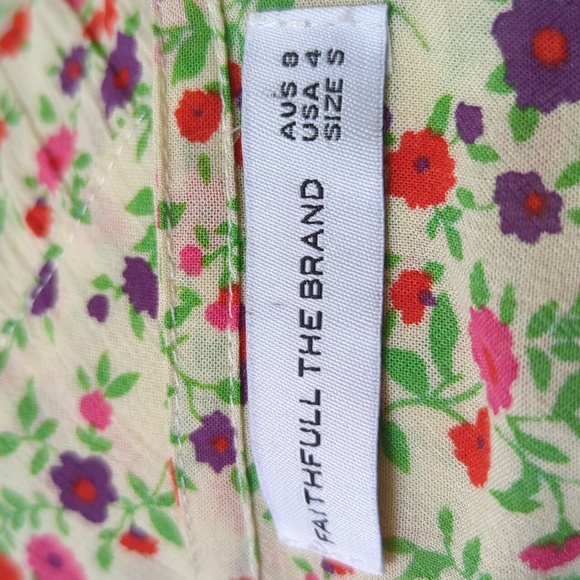 FAITHFULL THE BRAND
AUS 8
USA 4
SIZE S